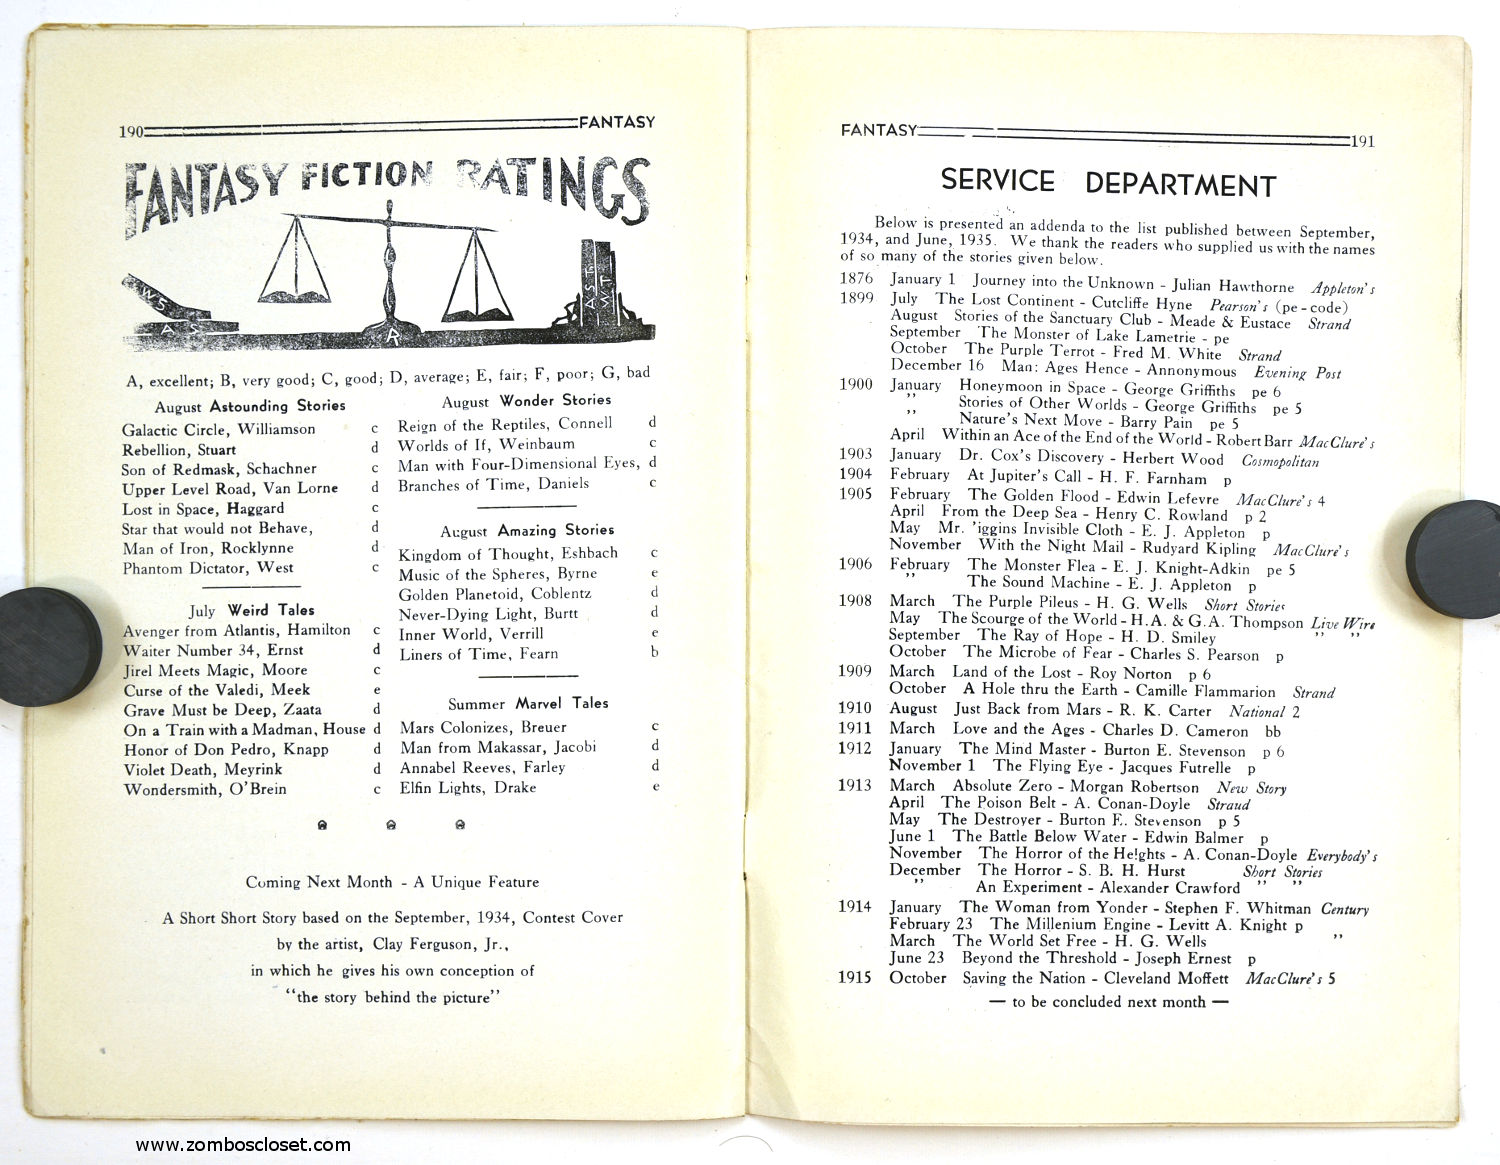 190 FANTASY
FANTASY FICTION RATINGS
WS
AS
R
A, excellent; B, very good; C, good; D, average; E, fair; F, poor; G, bad
August Astounding Stories
Galactic Circle, Williamson c
Rebellion, Stuart d
Son of Redmask, Schachner c
Upper Level Road, Van Lorne d
Lost in Space, Haggard c
Star that would not Behave, d
Man of Iron, Rocklynne d
Phantom Dictator, West c
July Weird Tales
Avenger from Atlantis, Hamilton c
Waiter Number 34, Ernst d
Jirel Meets Magic, Moore c
Curse of the Valedi, Meek e
Grave Must be Deep, Zaata d
On a Train with a Madman, House d
Honor of Don Pedro, Knapp d
Violet Death, Meyrink d
Wondersmith, O'Brein c
August Wonder Stories
Reign of the Reptiles, Connell d
Worlds of If, Weinbaum c
Man with Four-Dimensional Eyes, d
Branches of Time, Daniels c
August Amazing Stories
Kingdom of Thought, Eshbach c
Music of the Spheres, Byrne e
Golden Planetoid, Coblentz d
Never-Dying Light, Burtt d
Inner World, Verrill e
Liners of Time, Fearn b
Summer Marvel Tales
Mars Colonizes, Breuer c
Man from Makassar, Jacobi d
Annabel Reeves, Farley d
Elfin Lights, Drake e
Coming Next Month - A Unique Feature
A Short Short Story based on the September, 1934, Contest Cover
by the artist, Clay Ferguson, Jr.,
in which he gives his own conception of
"the story behind the picture"
FANTASY 191
SERVICE DEPARTMENT
Below is presented an addenda to the list published between September,
1934, and June, 1935. We thank the readers who supplied us with the names
of so many of the stories given below.
1876 January 1 Journey into the Unknown - Julian Hawthorne Appleton's
1899 July The Lost Continent - Cutcliffe Hyne Pearson's (pe-code)
August Stories of the Sanctuary Club - Meade & Eustace Strand
September The Monster of Lake Lametrie - pe
October The Purple Terrot - Fred M. White Strand
December 16 Man: Ages Hence - Annonymous Evening Post
1900 January Honeymoon in Space - George Griffiths pe 6
" Stories of Other Worlds - George Griffiths pe 5
" Nature's Next Move - Barry Pain pe 5
April Within an Ace of the End of the World - Robert Barr MacClure's
1903 January Dr. Cox's Discovery - Herbert Wood Cosmopolitan
1904 February At Jupiter's Call - H. F. Farnham p
1905 February The Golden Flood - Edwin Lefevre MacClure's 4
April From the Deep Sea - Henry C. Rowland p 2
May Mr. 'iggins Invisible Cloth - E. J. Appleton p
November With the Night Mail - Rudyard Kipling MacClure's
1906 February The Monster Flea - E. J. Knight-Adkin pe 5
" The Sound Machine - E. J. Appleton p
1908 March The Purple Pileus - H. G. Wells Short Stories
May The Scourge of the World - H.A. & G.A. Thompson Live Wire
September The Ray of Hope - H. D. Smiley " "
October The Microbe of Fear - Charles S. Pearson p
1909 March Land of the Lost - Roy Norton p 6
October A Hole thru the Earth - Camille Flammarion Strand
1910 August Just Back from Mars - R. K. Carter National 2
1911 March Love and the Ages - Charles D. Cameron bb
1912 January The Mind Master - Burton E. Stevenson p 6
November 1 The Flying Eye - Jacques Futrelle p
1913 March Absolute Zero - Morgan Robertson New Story
April The Poison Belt - A. Conan-Doyle Straud
May The Destroyer - Burton E. Stevenson p 5
June 1 The Battle Below Water - Edwin Balmer p
November The Horror of the Heights - A. Conan-Doyle Everybody's
December The Horror - S. B. H. Hurst Short Stories
" An Experiment - Alexander Crawford " "
1914 January The Woman from Yonder - Stephen F. Whitman Century
February 23 The Millenium Engine - Levitt A. Knight p
March The World Set Free - H. G. Wells "
June 23 Beyond the Threshold - Joseph Ernest p
1915 October Saving the Nation - Cleveland Moffett MacClure's 5
— to be concluded next month —
www.zomboscloset.com